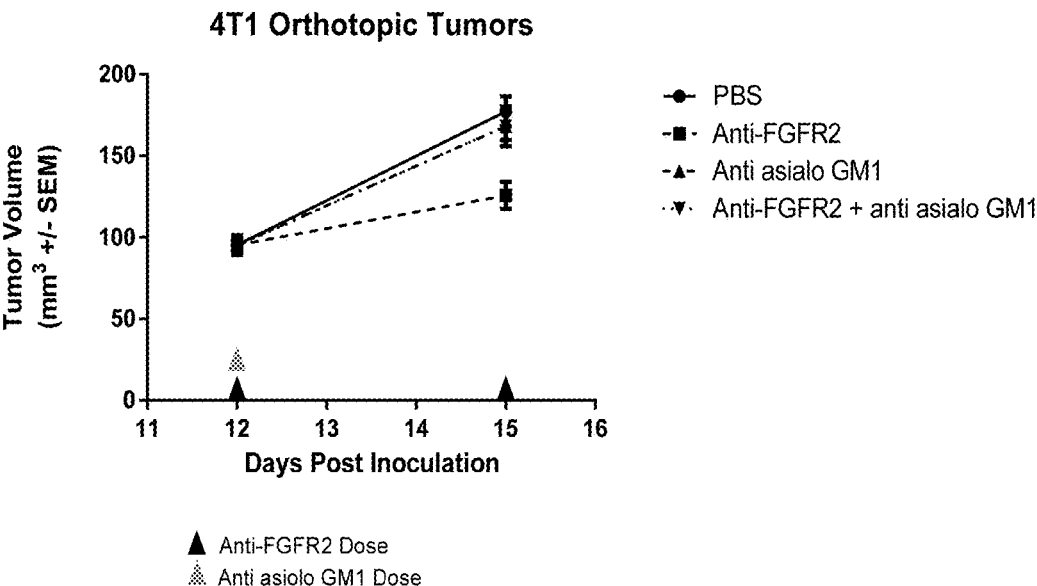 4T1 Orthotopic Tumors
Tumor Volume
(mm³ +/- SEM)
200
150
100
50
0
11 12 13 14 15 16
Days Post Inoculation
PBS
Anti-FGFR2
Anti asialo GM1
Anti-FGFR2 + anti asialo GM1
Anti-FGFR2 Dose
Anti asiolo GM1 Dose